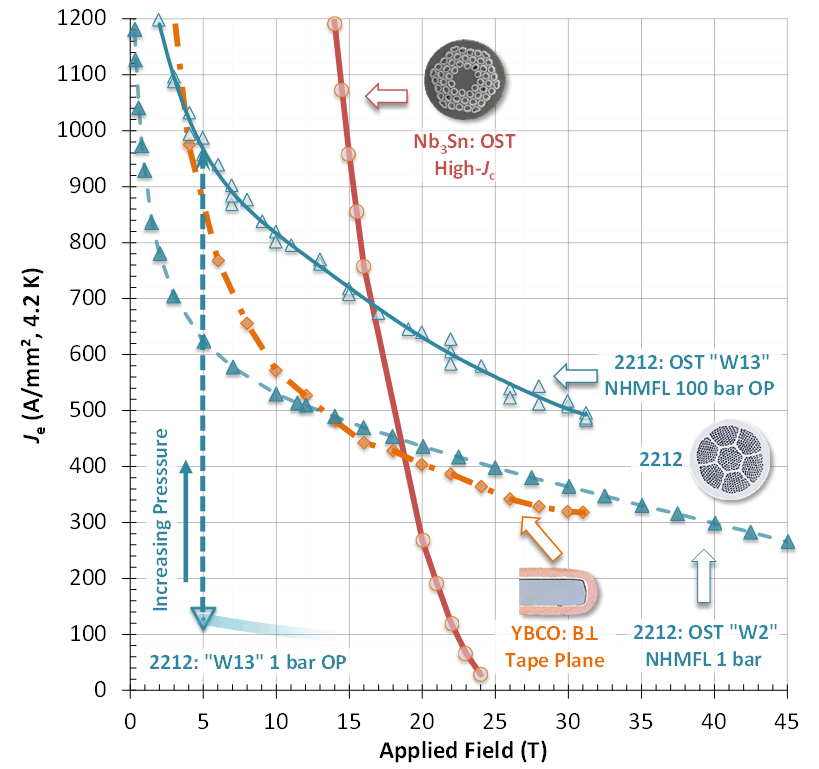 1200
1100
1000
900
800
700
600
500
400
300
200
100
0
Je (A/mm², 4.2 K)
Nb3Sn: OST
High-Jc
2212: OST "W13"
NHMFL 100 bar OP
2212
Increasing Presssure
YBCO: B⊥
Tape Plane
2212: OST "W2"
NHMFL 1 bar
2212: "W13" 1 bar OP
0 5 10 15 20 25 30 35 40 45
Applied Field (T)